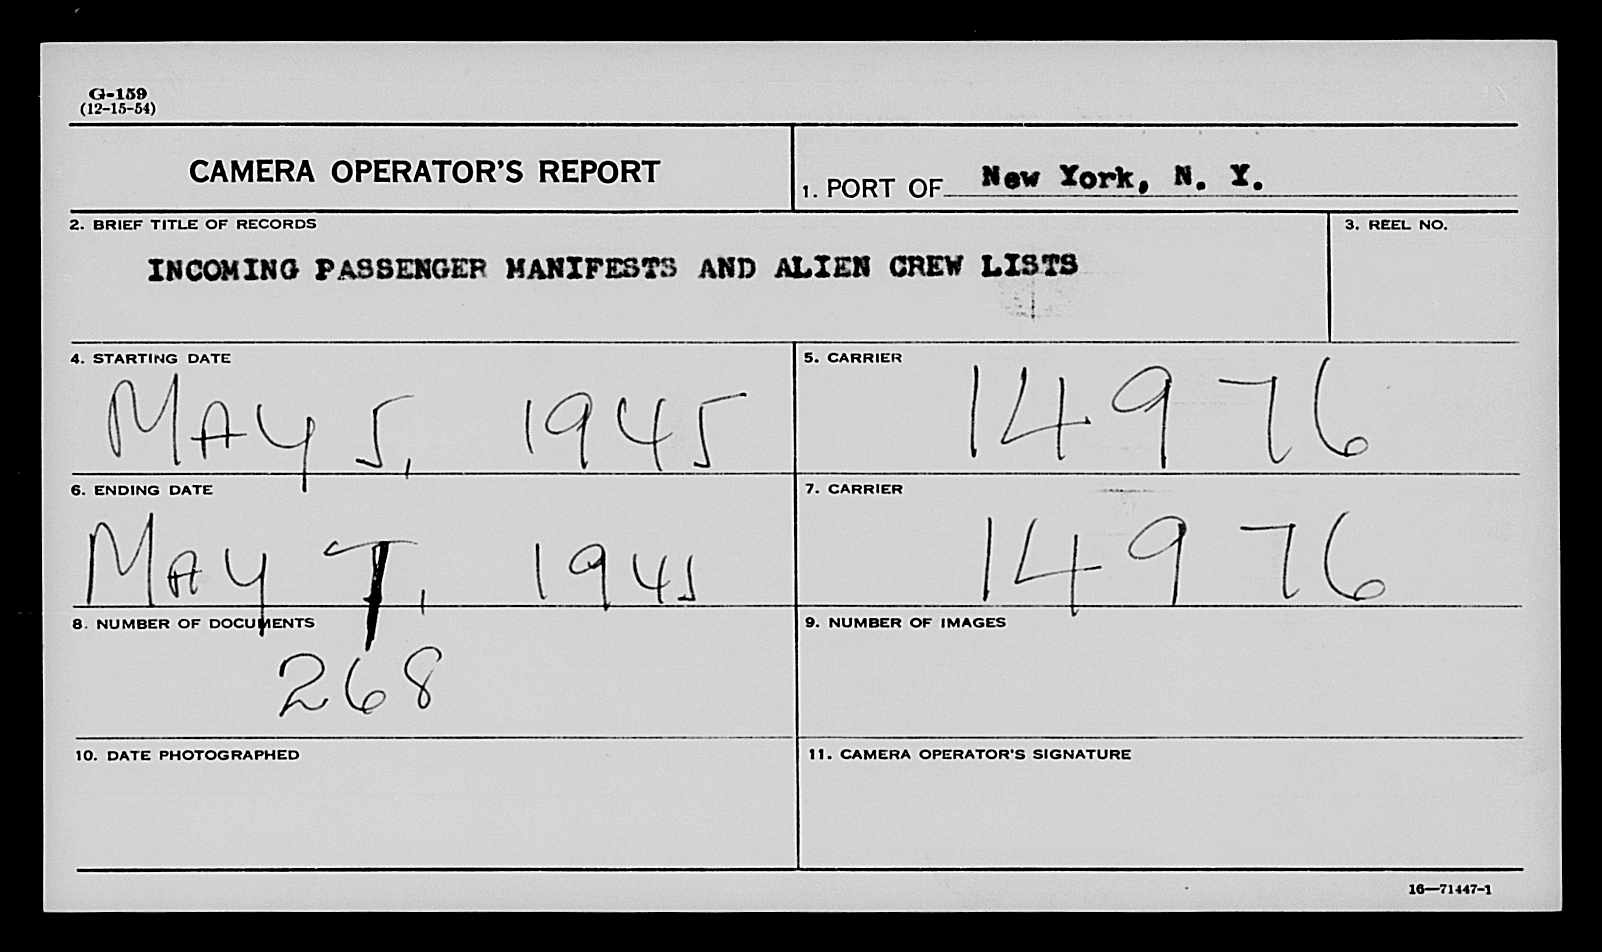 G-159
(12-15-54)
CAMERA OPERATOR'S REPORT
1. PORT OF New York, N. Y.
2. BRIEF TITLE OF RECORDS
INCOMING PASSENGER MANIFESTS AND ALIEN CREW LISTS
3. REEL NO.
4. STARTING DATE
MAY 5, 1945
5. CARRIER
14976
6. ENDING DATE
MAY 7, 1945
7. CARRIER
14976
8. NUMBER OF DOCUMENTS
268
9. NUMBER OF IMAGES
10. DATE PHOTOGRAPHED
11. CAMERA OPERATOR'S SIGNATURE
16—71447-1